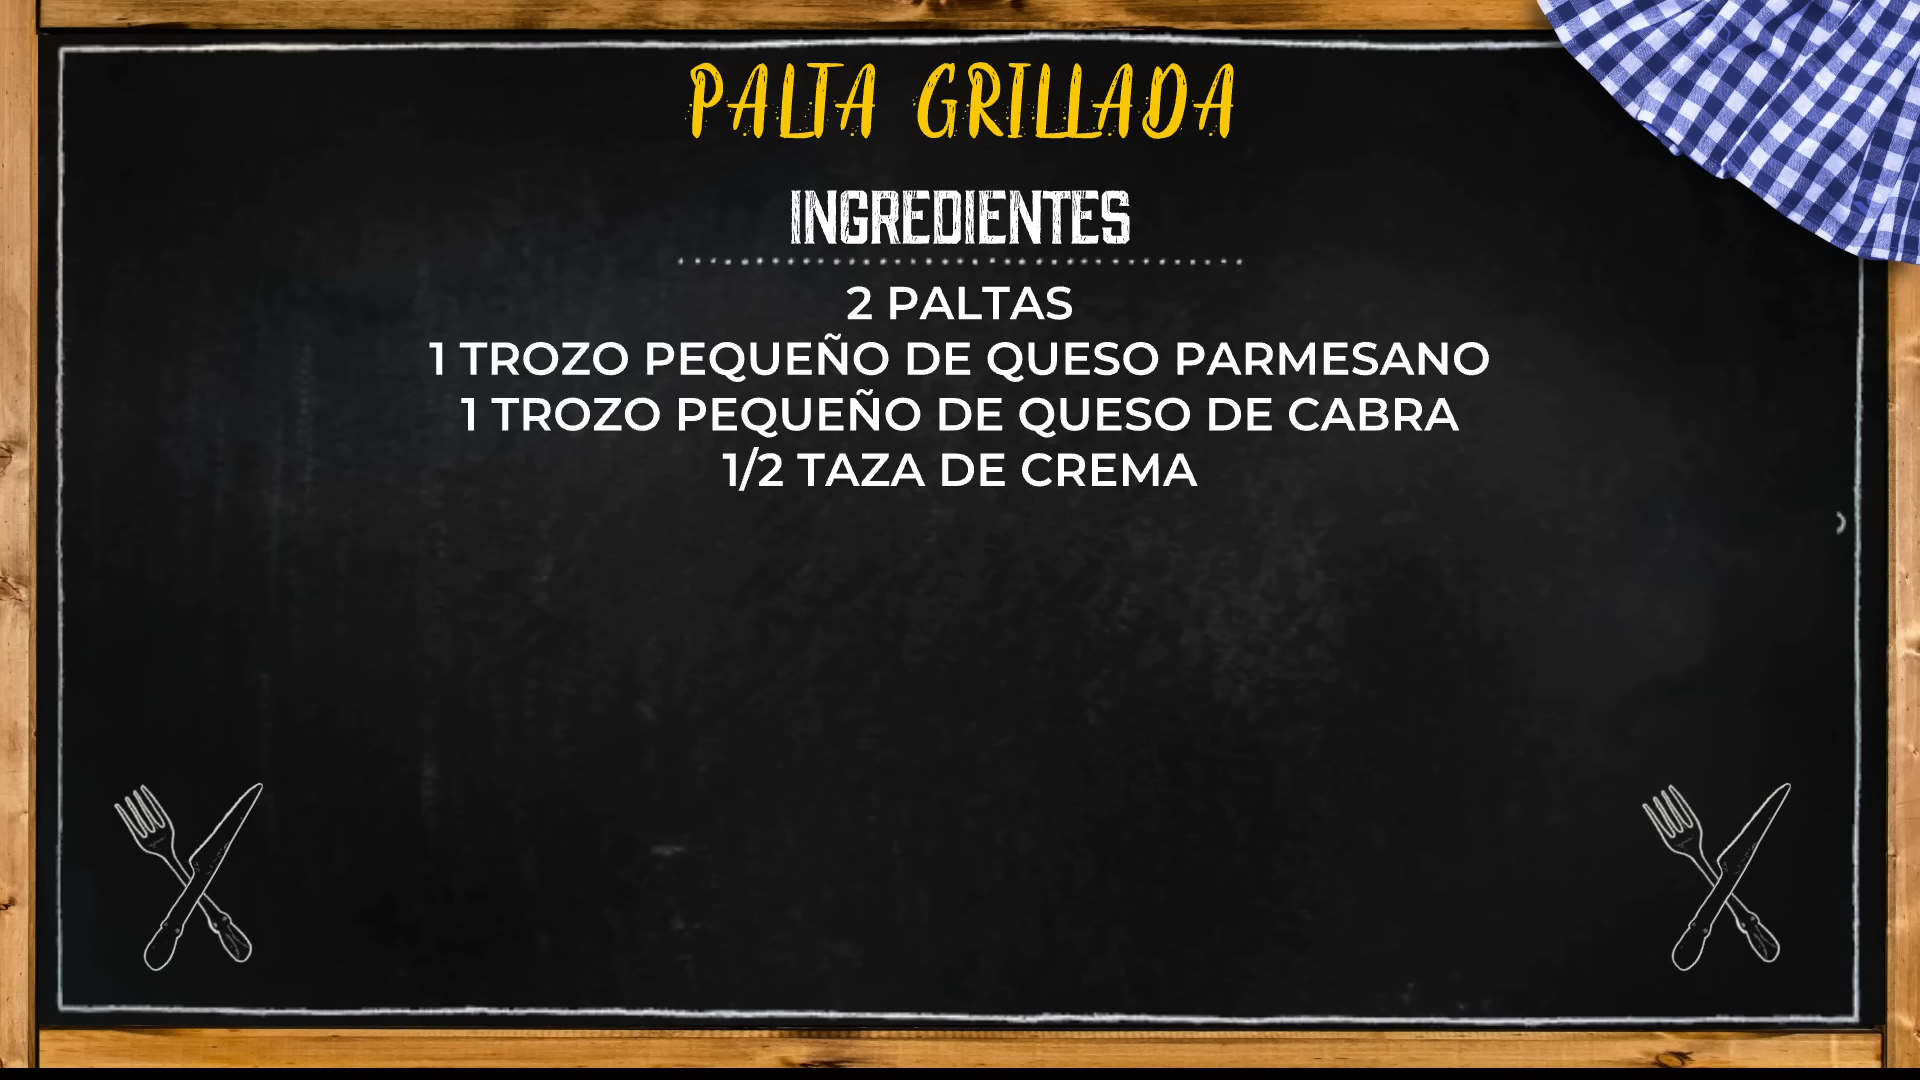 PALTA GRILLADA
INGREDIENTES
2 PALTAS
1 TROZO PEQUEÑO DE QUESO PARMESANO
1 TROZO PEQUEÑO DE QUESO DE CABRA
1/2 TAZA DE CREMA